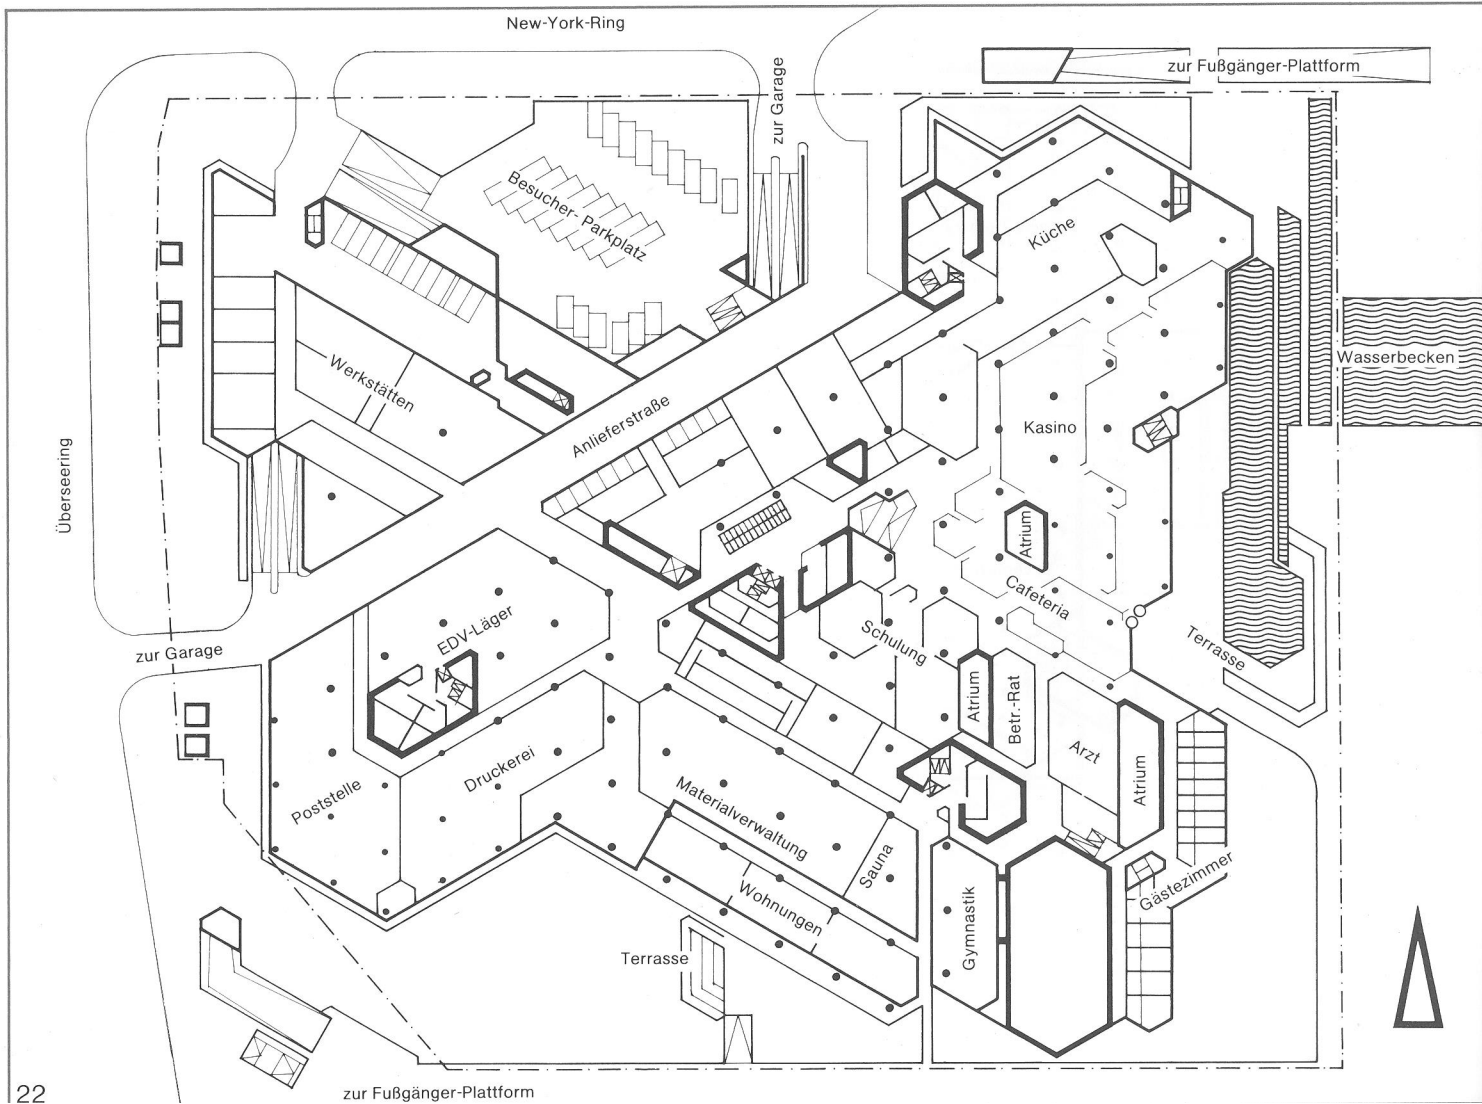 New-York-Ring
zur Garage
zur Fußgänger-Plattform
Besucher-Parkplatz
Küche
Wasserbecken
Werkstätten
Anlieferstraße
Kasino
Überseering
Atrium
Cafeteria
EDV-Läger
Schulung
Terrasse
zur Garage
Atrium
Betr.-Rat
Arzt
Atrium
Poststelle
Druckerei
Materialverwaltung
Sauna
Gästezimmer
Wohnungen
Gymnastik
Terrasse
22
zur Fußgänger-Plattform